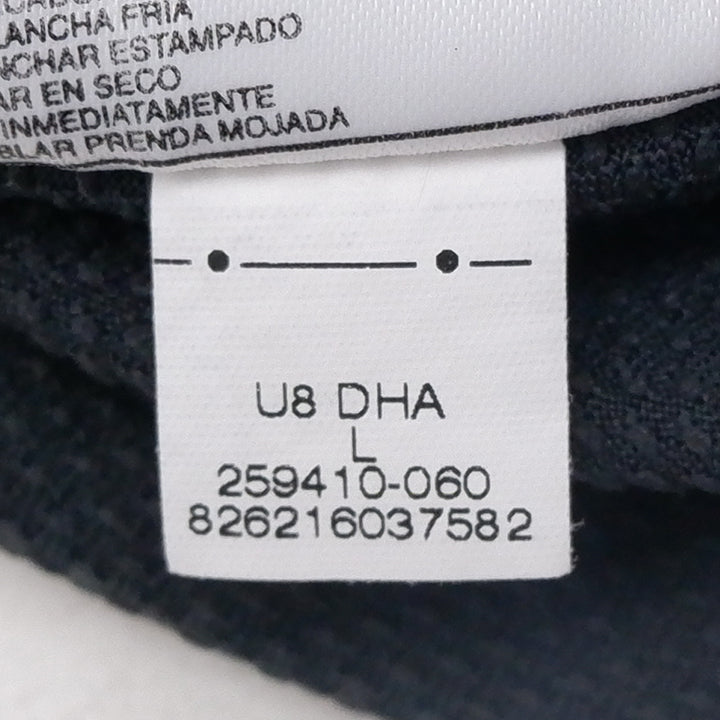 LANCHA FRIA
NCHAR ESTAMPADO
AR EN SECO
INMEDIATAMENTE
BLAR PRENDA MOJADA
U8 DHA
L
259410-060
826216037582